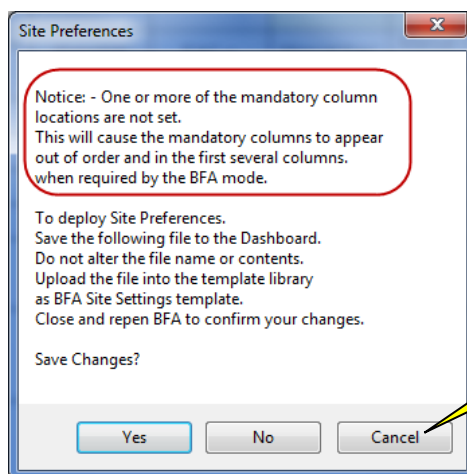 Site Preferences
Notice: - One or more of the mandatory column
locations are not set.
This will cause the mandatory columns to appear
out of order and in the first several columns.
when required by the BFA mode.
To deploy Site Preferences.
Save the following file to the Dashboard.
Do not alter the file name or contents.
Upload the file into the template library
as BFA Site Settings template.
Close and repen BFA to confirm your changes.
Save Changes?
Yes No Cancel